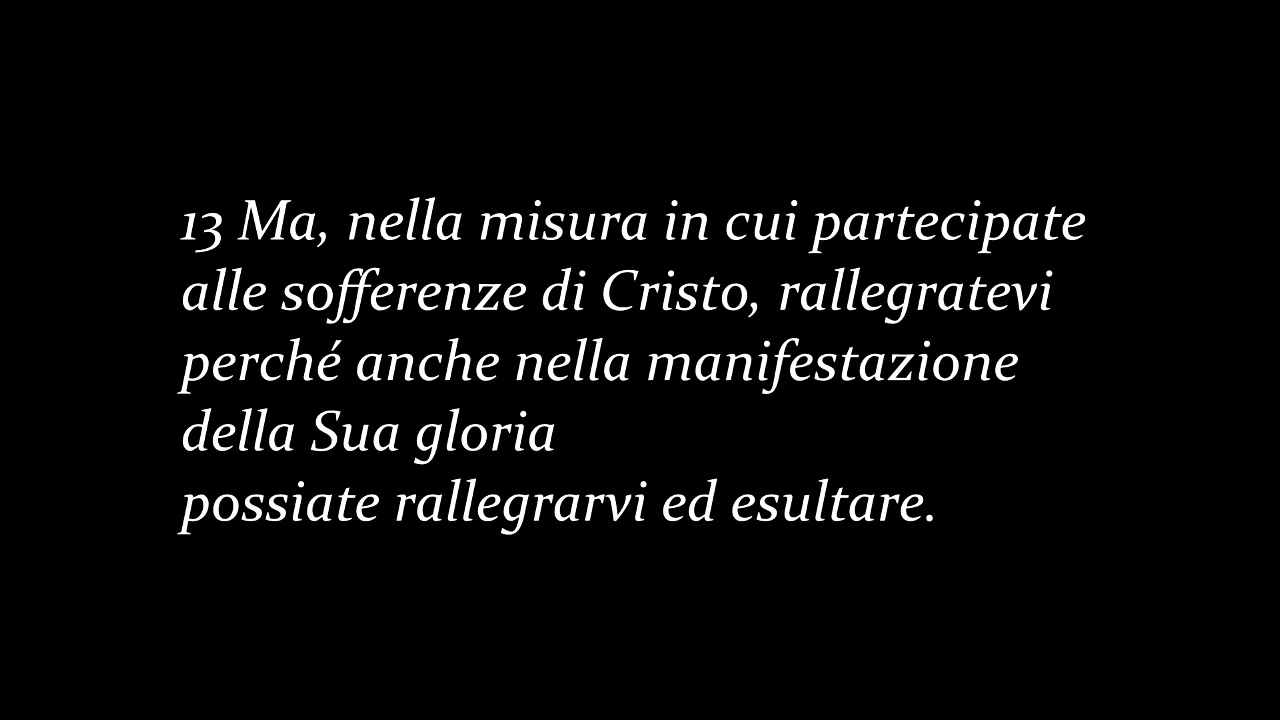 13 Ma, nella misura in cui partecipate
alle sofferenze di Cristo, rallegratevi
perché anche nella manifestazione
della Sua gloria
possiate rallegrarvi ed esultare.